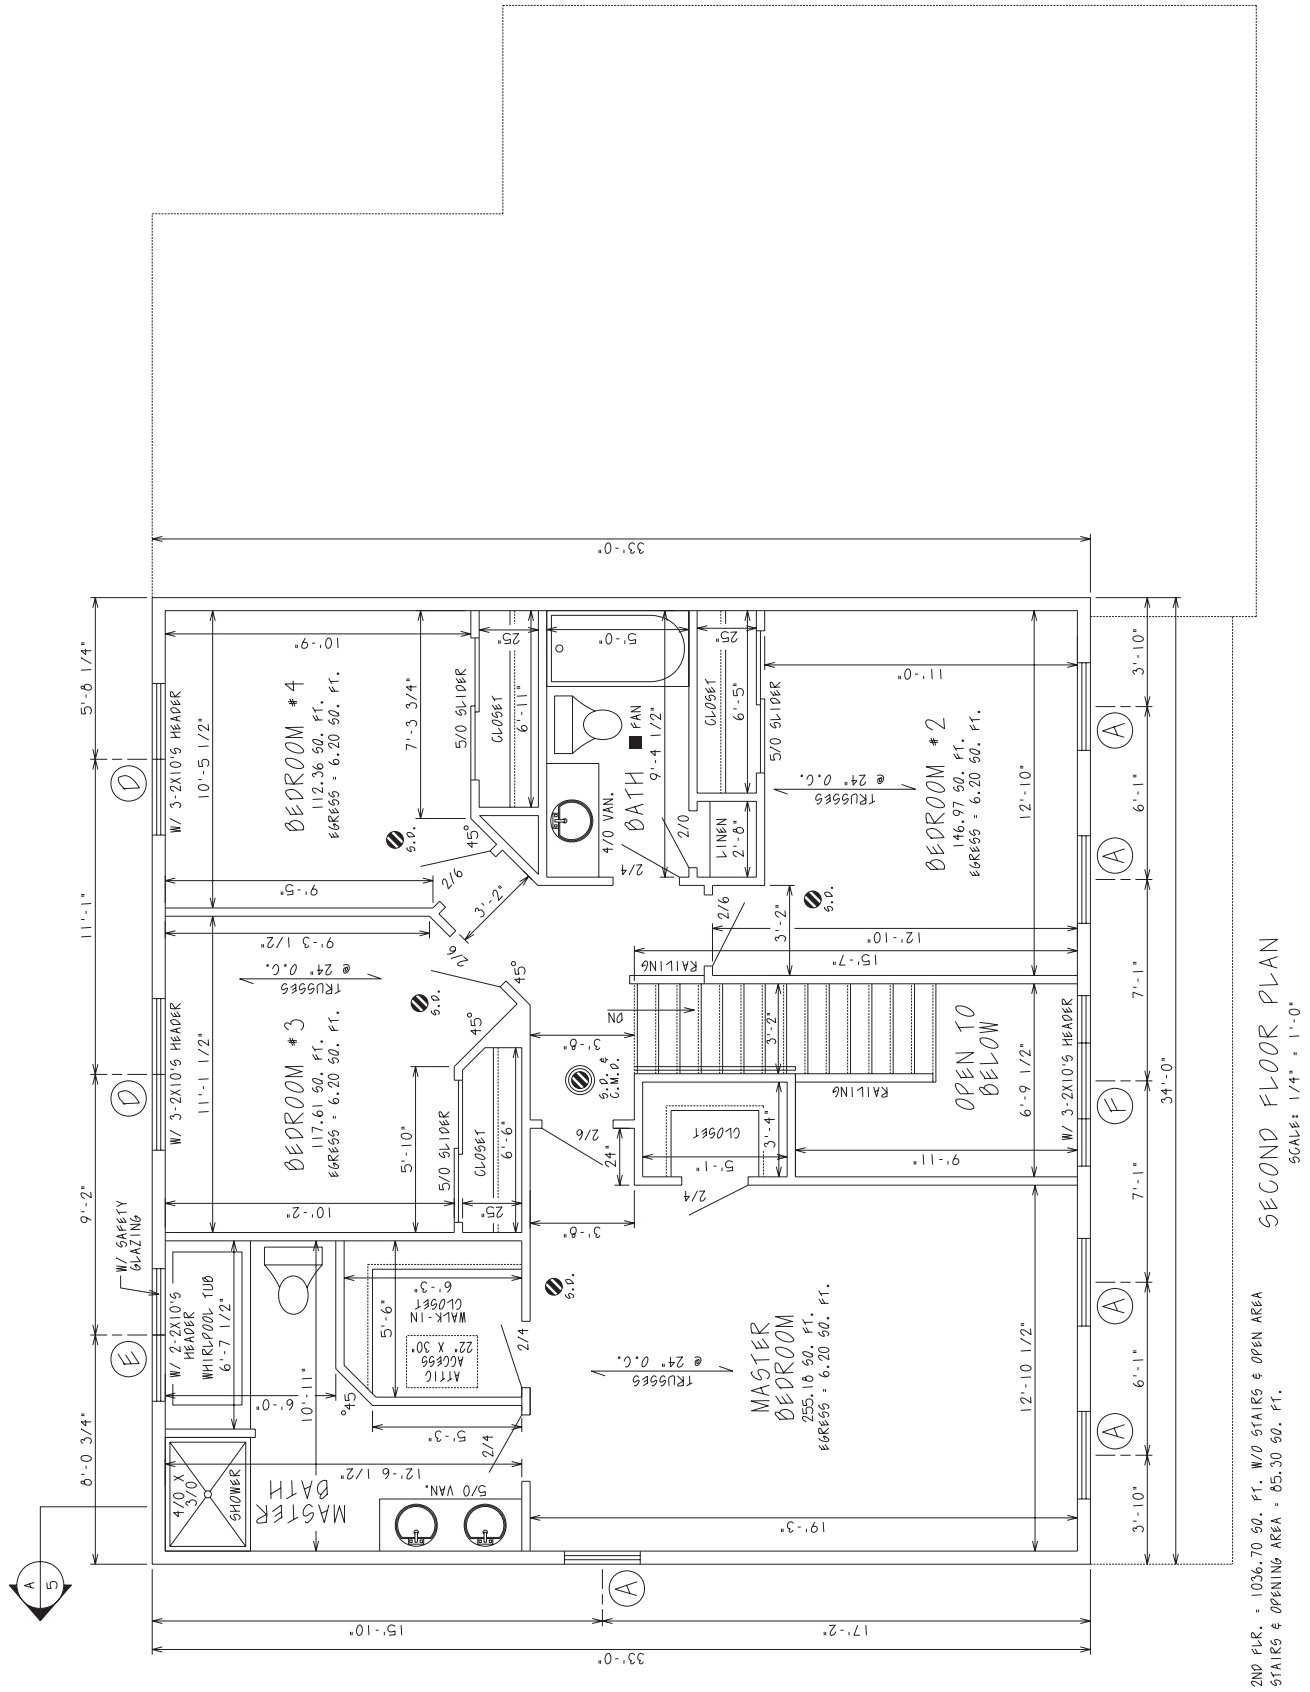 A
5
8'-0 3/4"
9'-2"
11'-1"
5'-8 1/4"
E
D
D
W/ SAFETY
GLAZING
W/ 2-2X10'S
HEADER
W/ 3-2X10'S HEADER
W/ 3-2X10'S HEADER
4/0 X
3/0
SHOWER
WHIRLPOOL TUB
6'-7 1/2"
6'-0"
10'-11"
MASTER
BATH
12'-6 1/2"
5/0 VAN.
5'-3"
45°
2/4
5'-6"
6'-3"
WALK-IN
CLOSET
ATTIC
ACCESS
22" X 30"
2/4
11'-1 1/2"
10'-2"
BEDROOM #3
117.61 SQ. FT.
EGRESS = 6.20 SQ. FT.
TRUSSES
@ 24" O.C.
9'-3 1/2"
S.D.
5'-10"
5/0 SLIDER
25"
CLOSET
6'-6"
45°
45°
2/6
10'-5 1/2"
10'-9"
9'-5"
BEDROOM #4
112.36 SQ. FT.
EGRESS = 6.20 SQ. FT.
S.D.
7'-3 3/4"
5/0 SLIDER
25"
CLOSET
6'-11"
45°
2/6
3'-2"
33'-0"
4/0 VAN.
BATH
FAN
9'-4 1/2"
5'-0"
2/4
2/0
LINEN
2'-8"
CLOSET
6'-5"
25"
5/0 SLIDER
BEDROOM #2
146.97 SQ. FT.
EGRESS = 6.20 SQ. FT.
TRUSSES
@ 24" O.C.
11'-0"
12'-10"
12'-10"
S.D.
2/6
3'-2"
15'-7"
RAILING
DN
3'-8"
S.D. &
C.M.D.
3'-2"
RAILING
OPEN TO
BELOW
6'-9 1/2"
W/ 3-2X10'S HEADER
9'-11"
2/6
24"
CLOSET
5'-1"
3'-4"
2/4
3'-8"
S.D.
MASTER
BEDROOM
255.18 SQ. FT.
EGRESS = 6.20 SQ. FT.
TRUSSES
@ 24" O.C.
12'-10 1/2"
19'-3"
A
15'-10"
17'-2"
33'-0"
A
A
F
A
A
3'-10"
6'-1"
7'-1"
7'-1"
6'-1"
3'-10"
34'-0"
SECOND FLOOR PLAN
SCALE: 1/4" = 1'-0"
2ND FLR. = 1036.70 SQ. FT. W/O STAIRS & OPEN AREA
STAIRS & OPENING AREA = 85.30 SQ. FT.